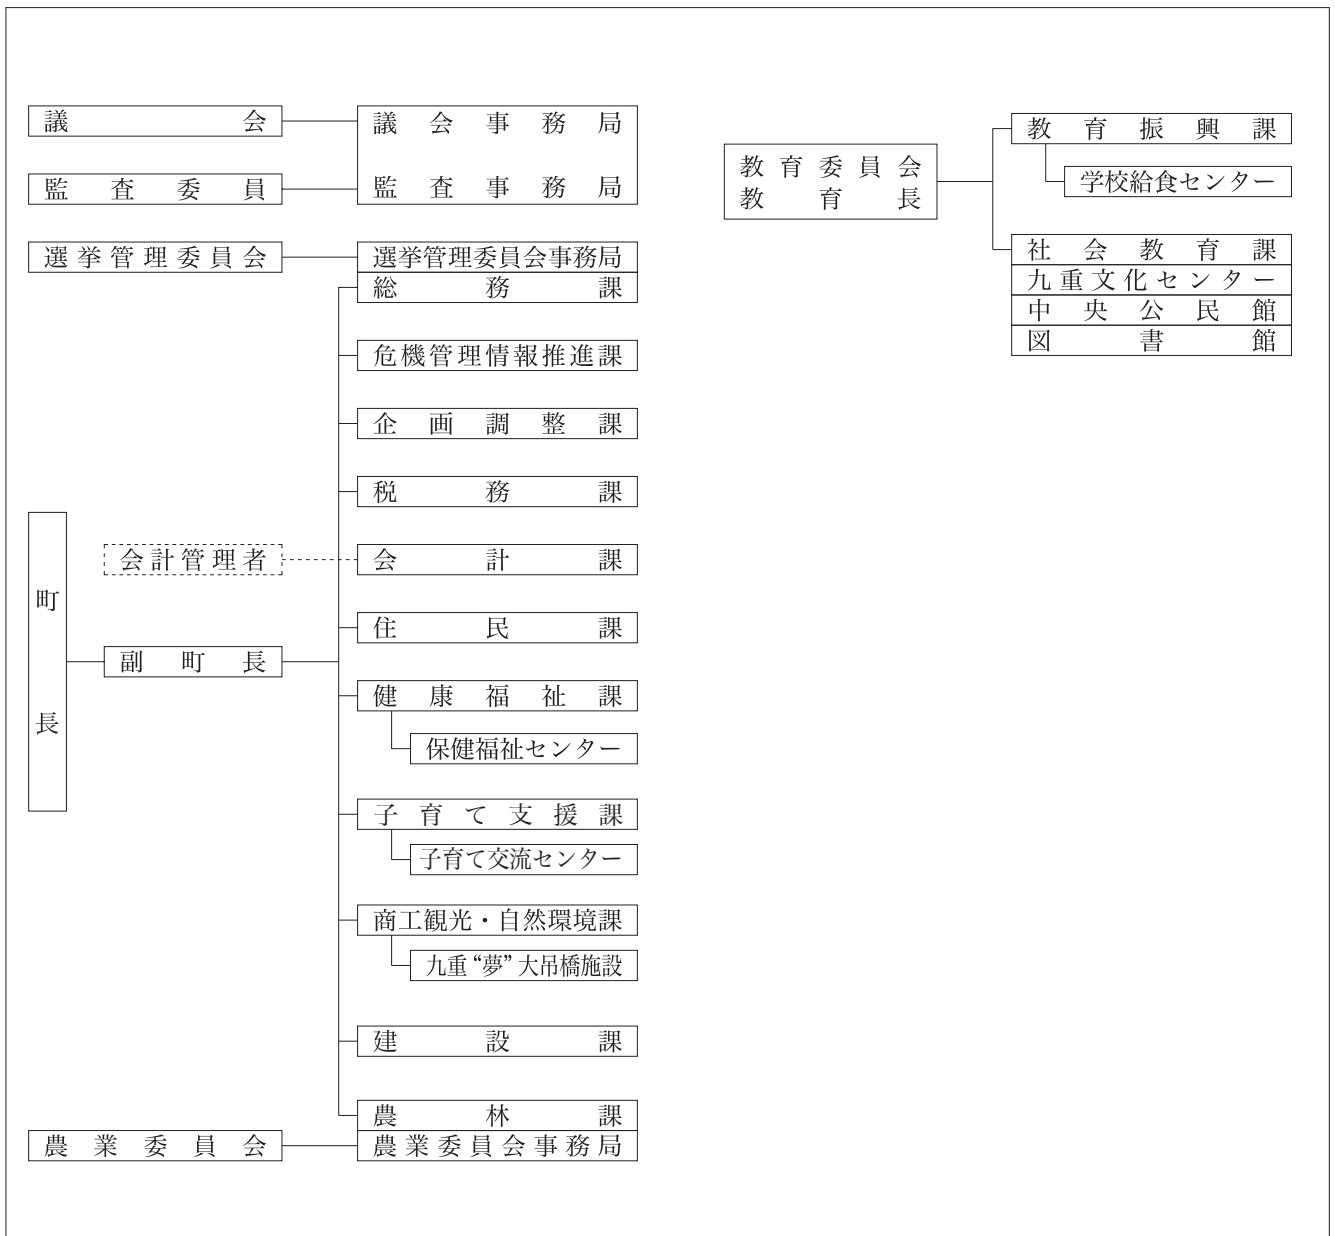 議会
議会事務局
監査委員
監査事務局
選挙管理委員会
選挙管理委員会事務局
総務課
危機管理情報推進課
企画調整課
税務課
会計管理者
会計課
住民課
町長
副町長
健康福祉課
保健福祉センター
子育て支援課
子育て交流センター
商工観光・自然環境課
九重“夢”大吊橋施設
建設課
農林課
農業委員会
農業委員会事務局
教育委員会
教育長
教育振興課
学校給食センター
社会教育課
九重文化センター
中央公民館
図書館